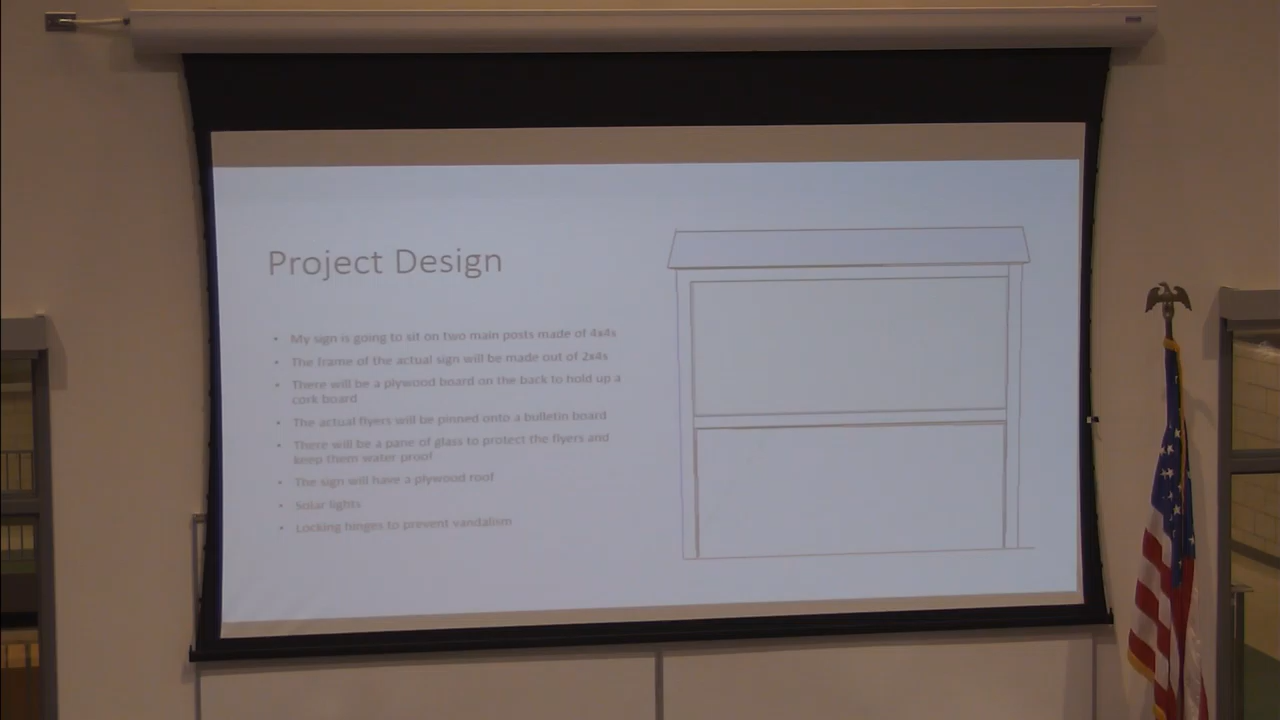 Project Design
• My sign is going to sit on two main posts made of 4x4s
• The frame of the actual sign will be made out of 2x4s
• There will be a plywood board on the back to hold up a
cork board
• The actual flyers will be pinned onto a bulletin board
• There will be a pane of glass to protect the flyers and
keep them water proof
• The sign will have a plywood roof
• Solar lights
• Locking hinges to prevent vandalism